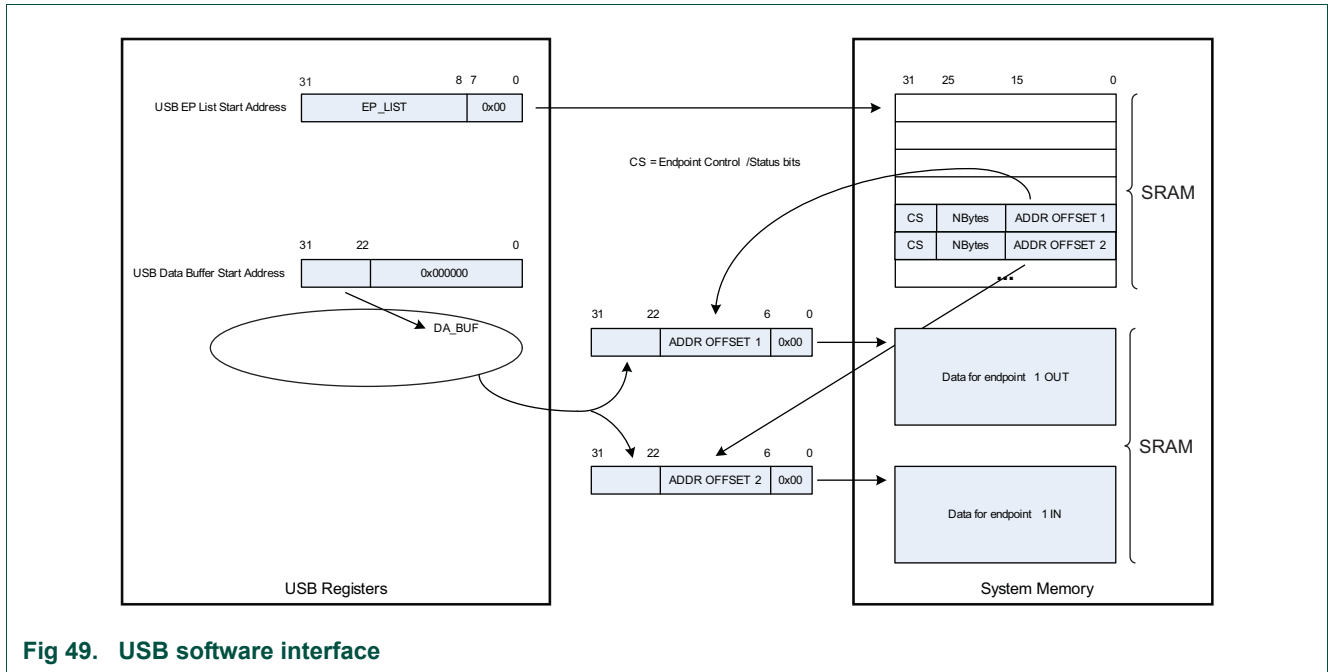 31 8 7 0
USB EP List Start Address EP_LIST 0x00
31 22 0
USB Data Buffer Start Address 0x000000
DA_BUF
USB Registers
CS = Endpoint Control /Status bits
31 22 6 0
ADDR OFFSET 1 0x00
31 22 6 0
ADDR OFFSET 2 0x00
31 25 15 0
CS NBytes ADDR OFFSET 1
CS NBytes ADDR OFFSET 2
...
SRAM
Data for endpoint 1 OUT
SRAM
Data for endpoint 1 IN
System Memory
Fig 49. USB software interface